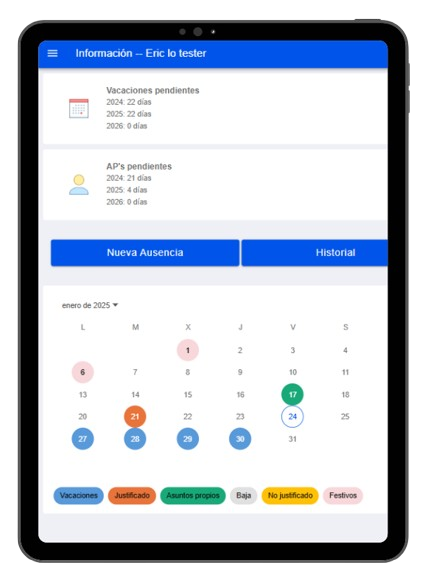 Información -- Eric lo tester
Vacaciones pendientes
2024: 22 días
2025: 22 días
2026: 0 días
AP's pendientes
2024: 21 días
2025: 4 días
2026: 0 días
Nueva Ausencia Historial
enero de 2025
L M X J V S
1 2 3 4
6 7 8 9 10 11
13 14 15 16 17 18
20 21 22 23 24 25
27 28 29 30 31
Vacaciones Justificado Asuntos propios Baja No justificado Festivos